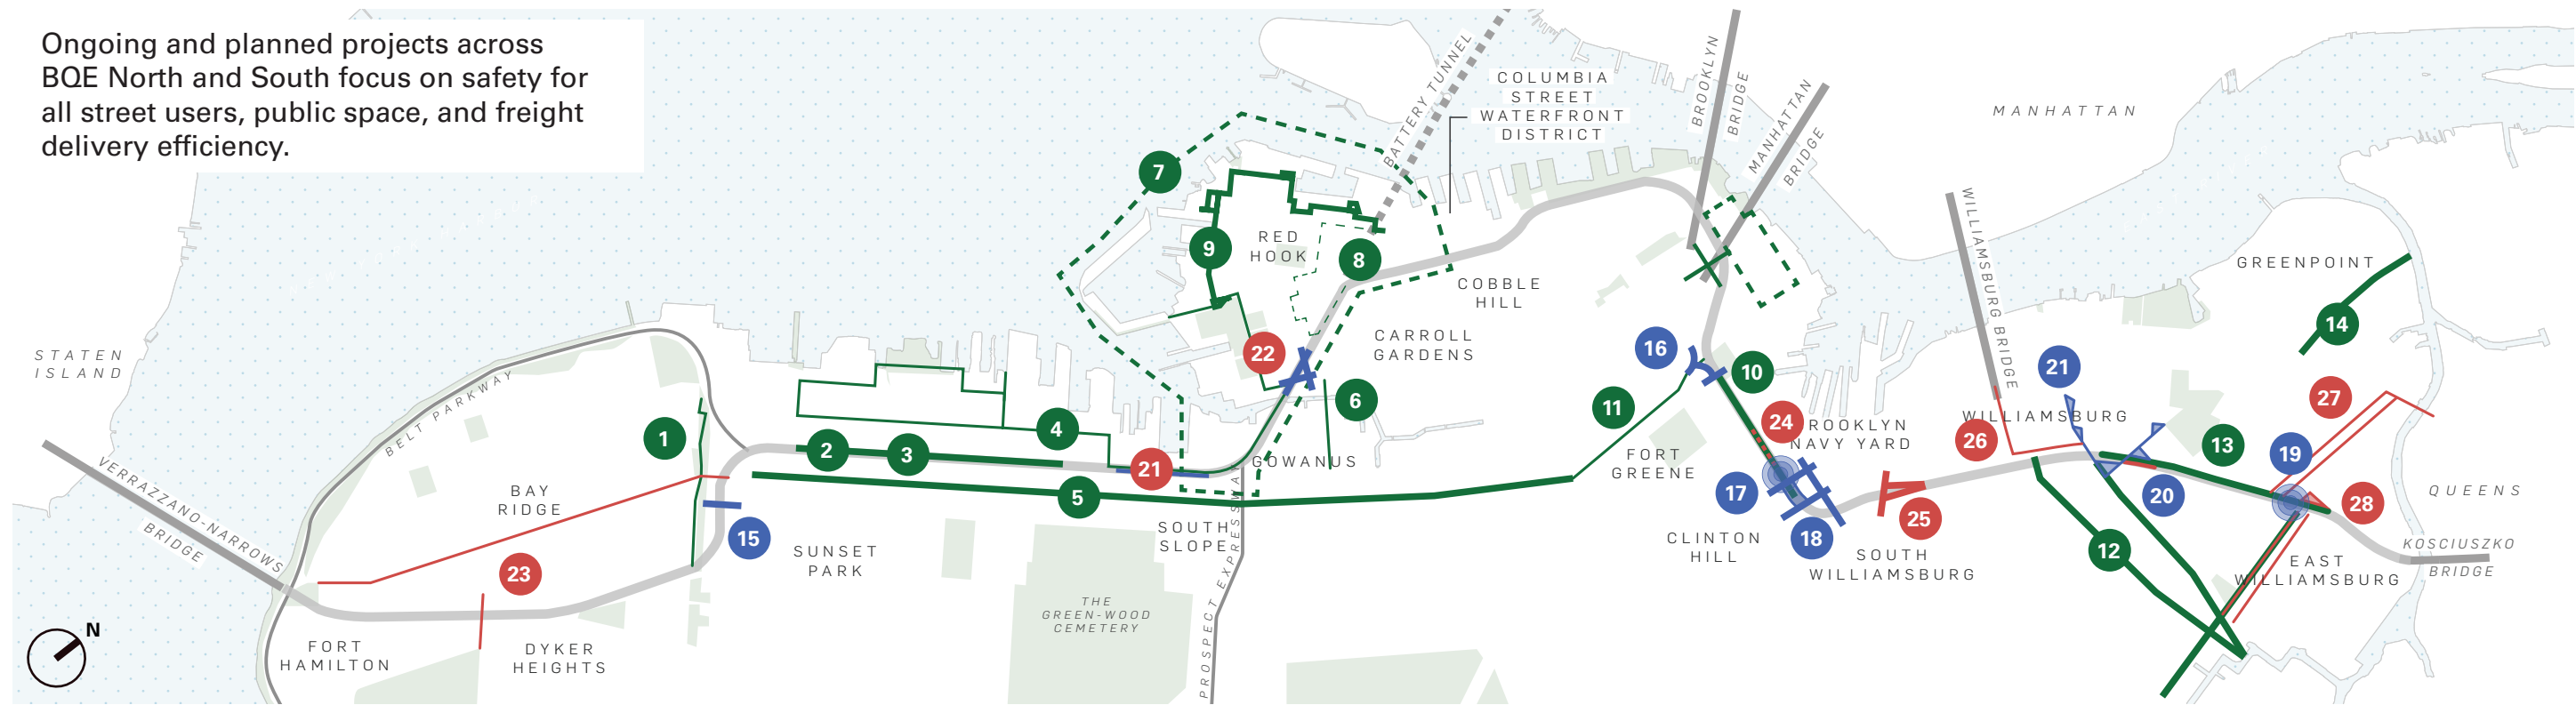 Ongoing and planned projects across
BQE North and South focus on safety for
all street users, public space, and freight
delivery efficiency.
STATEN
ISLAND
VERRAZZANO-NARROWS
BRIDGE
BELT PARKWAY
BAY
RIDGE
FORT
HAMILTON
DYKER
HEIGHTS
23
1
15
SUNSET
PARK
2
3
4
5
21
THE
GREEN-WOOD
CEMETERY
SOUTH
SLOPE
PROSPECT EXPRESSWAY
GOWANUS
6
7
9
RED
HOOK
8
22
BATTERY TUNNEL
COLUMBIA
STREET
WATERFRONT
DISTRICT
COBBLE
HILL
CARROLL
GARDENS
BROOKLYN
BRIDGE
MANHATTAN
BRIDGE
16
10
11
FORT
GREENE
24
ROOKLYN
NAVY YARD
17
18
CLINTON
HILL
25
SOUTH
WILLIAMSBURG
MANHATTAN
WILLIAMSBURG BRIDGE
WILLIAMSBURG
26
21
20
13
12
19
27
28
14
GREENPOINT
QUEENS
EAST
WILLIAMSBURG
KOSCIUSZKO
BRIDGE
N